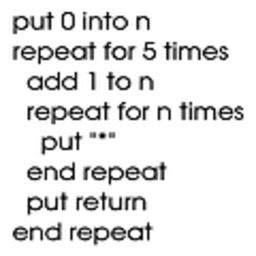 put 0 into n
repeat for 5 times
add 1 to n
repeat for n times
put "*"
end repeat
put return
end repeat